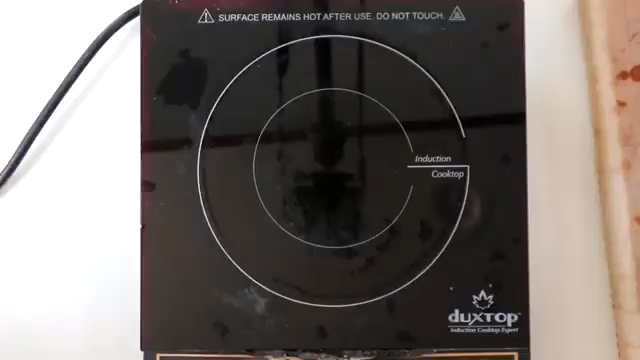 SURFACE REMAINS HOT AFTER USE. DO NOT TOUCH.
Induction
Cooktop
duxtop
Induction Cooktop Expert